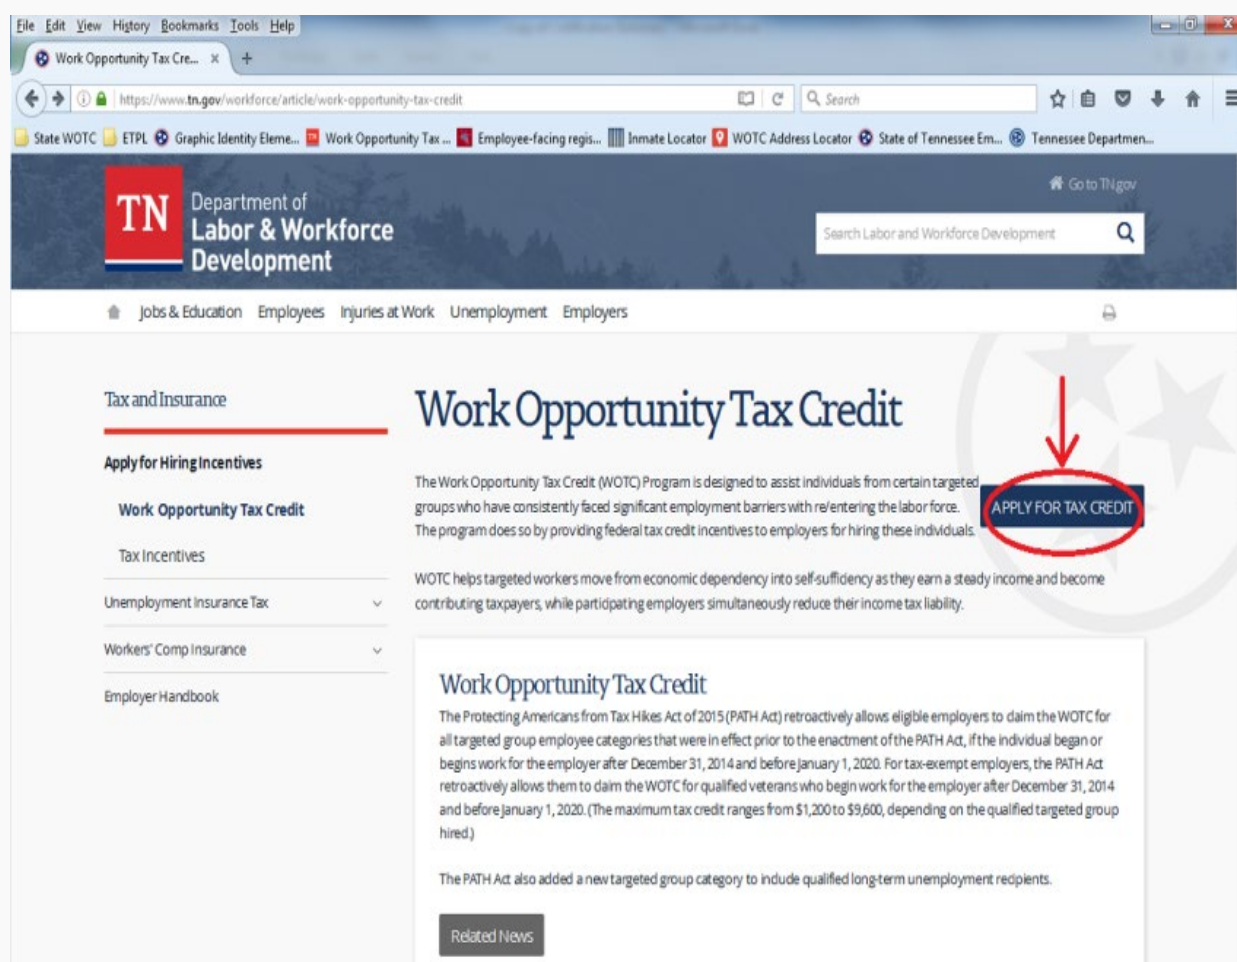 File Edit View History Bookmarks Tools Help
Work Opportunity Tax Cre... × +
https://www.tn.gov/workforce/article/work-opportunity-tax-credit
Search
State WOTC ETPL Graphic Identity Eleme... Work Opportunity Tax ... Employee-facing regis... Inmate Locator WOTC Address Locator State of Tennessee Em... Tennessee Departmen...
Go to TN.gov
TN
Department of
Labor & Workforce
Development
Search Labor and Workforce Development
Jobs & Education Employees Injuries at Work Unemployment Employers
Tax and Insurance
Apply for Hiring Incentives
Work Opportunity Tax Credit
Tax Incentives
Unemployment Insurance Tax
Workers' Comp Insurance
Employer Handbook
Work Opportunity Tax Credit
The Work Opportunity Tax Credit (WOTC) Program is designed to assist individuals from certain targeted
groups who have consistently faced significant employment barriers with re/entering the labor force.
The program does so by providing federal tax credit incentives to employers for hiring these individuals.
APPLY FOR TAX CREDIT
WOTC helps targeted workers move from economic dependency into self-sufficiency as they earn a steady income and become
contributing taxpayers, while participating employers simultaneously reduce their income tax liability.
Work Opportunity Tax Credit
The Protecting Americans from Tax Hikes Act of 2015 (PATH Act) retroactively allows eligible employers to claim the WOTC for
all targeted group employee categories that were in effect prior to the enactment of the PATH Act, if the individual began or
begins work for the employer after December 31, 2014 and before January 1, 2020. For tax-exempt employers, the PATH Act
retroactively allows them to claim the WOTC for qualified veterans who begin work for the employer after December 31, 2014
and before January 1, 2020. (The maximum tax credit ranges from $1,200 to $9,600, depending on the qualified targeted group
hired.)
The PATH Act also added a new targeted group category to include qualified long-term unemployment recipients.
Related News